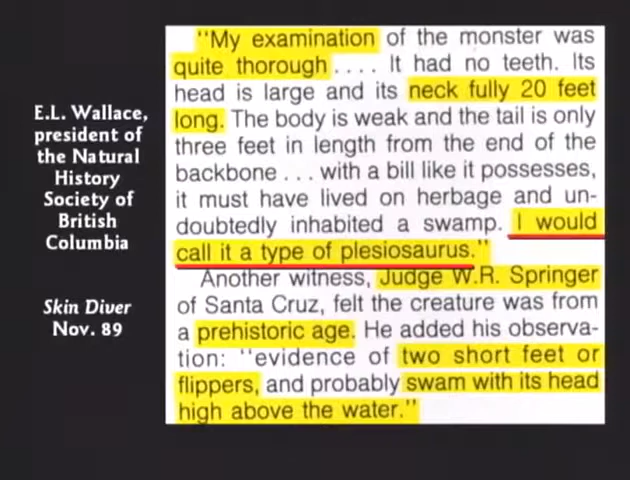 E.L. Wallace,
president of
the Natural
History
Society of
British
Columbia
Skin Diver
Nov. 89
"My examination of the monster was
quite thorough . . . . It had no teeth. Its
head is large and its neck fully 20 feet
long. The body is weak and the tail is only
three feet in length from the end of the
backbone . . . with a bill like it possesses,
it must have lived on herbage and un-
doubtedly inhabited a swamp. I would
call it a type of plesiosaurus."
Another witness, Judge W.R. Springer
of Santa Cruz, felt the creature was from
a prehistoric age. He added his observa-
tion: "evidence of two short feet or
flippers, and probably swam with its head
high above the water."